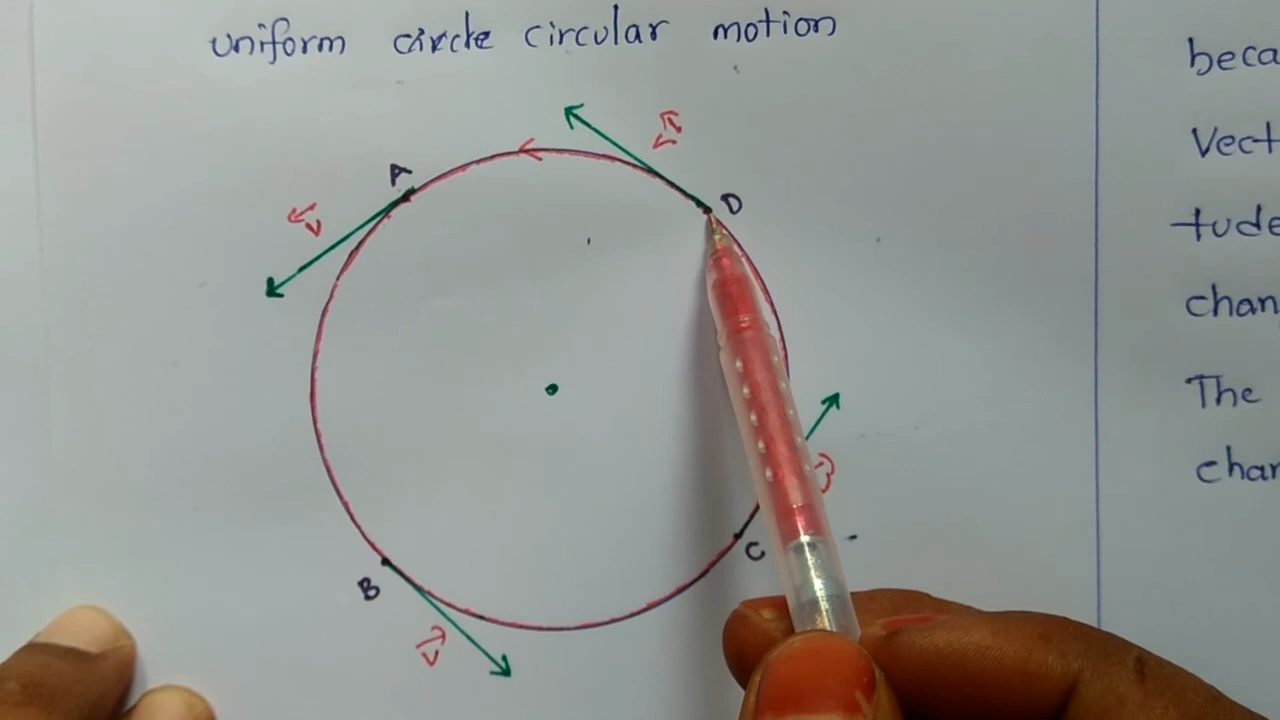 uniform circle circular motion
A
D
v
v
B
C
v
v
beca
Vect
tude
chan
The
char